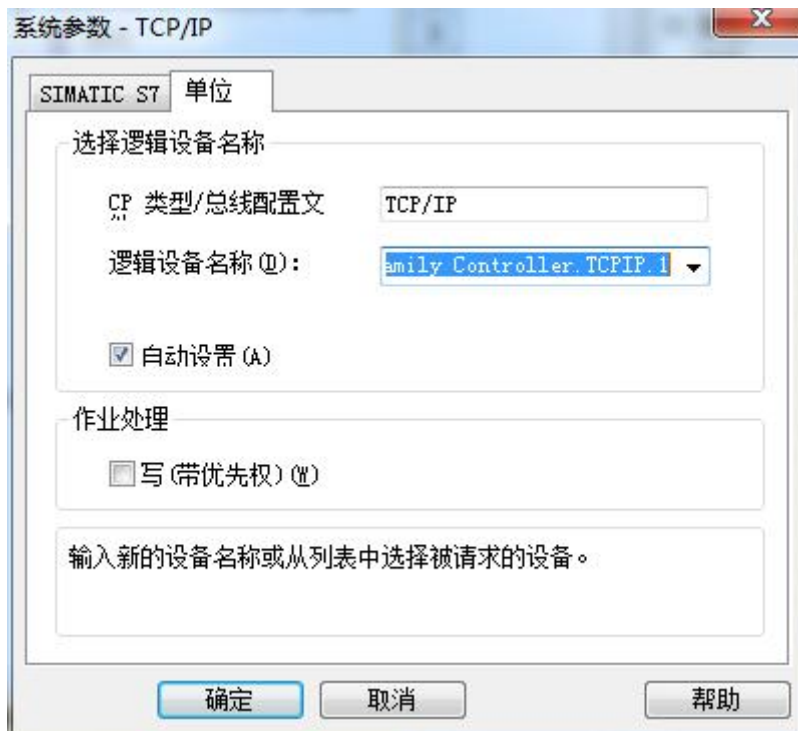 系统参数 - TCP/IP
SIMATIC S7
单位
选择逻辑设备名称
CP 类型/总线配置文
TCP/IP
逻辑设备名称(D):
amily Controller.TCPIP.1
自动设置(A)
作业处理
写(带优先权)(W)
输入新的设备名称或从列表中选择被请求的设备。
确定
取消
帮助